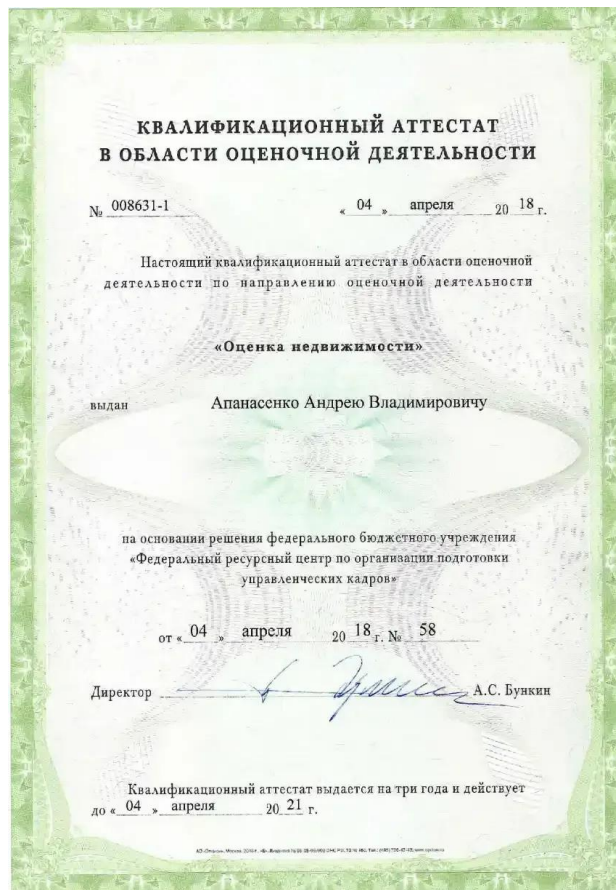 КВАЛИФИКАЦИОННЫЙ АТТЕСТАТ
В ОБЛАСТИ ОЦЕНОЧНОЙ ДЕЯТЕЛЬНОСТИ
№ 008631-1 « 04 » апреля 20 18 г.
Настоящий квалификационный аттестат в области оценочной
деятельности по направлению оценочной деятельности
«Оценка недвижимости»
выдан Апанасенко Андрею Владимировичу
на основании решения федерального бюджетного учреждения
«Федеральный ресурсный центр по организации подготовки
управленческих кадров»
от « 04 » апреля 20 18 г. № 58
Директор А.С. Бункин
Квалификационный аттестат выдается на три года и действует
до « 04 » апреля 20 21 г.